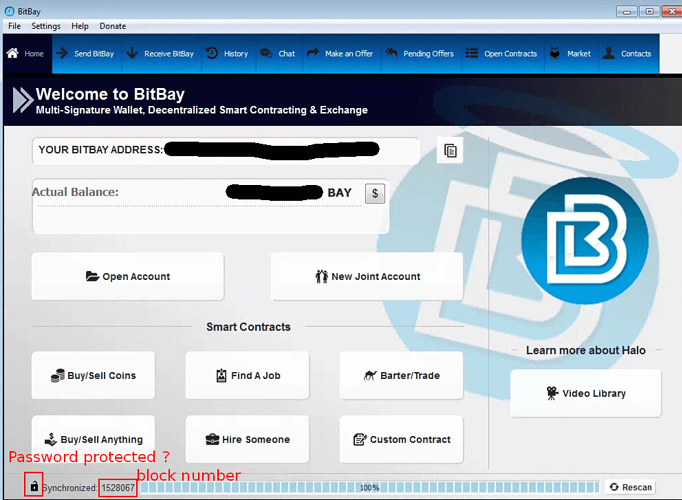 BitBay
File Settings Help Donate
Home Send BitBay Receive BitBay History Chat Make an Offer Pending Offers Open Contracts Market Contacts
Welcome to BitBay
Multi-Signature Wallet, Decentralized Smart Contracting & Exchange
YOUR BITBAY ADDRESS:
Actual Balance: BAY $
Open Account New Joint Account
Smart Contracts
Learn more about Halo
Buy/Sell Coins Find A Job Barter/Trade
Video Library
Buy/Sell Anything Hire Someone Custom Contract
Password protected ?
block number
Synchronized: 1528067 100% Rescan